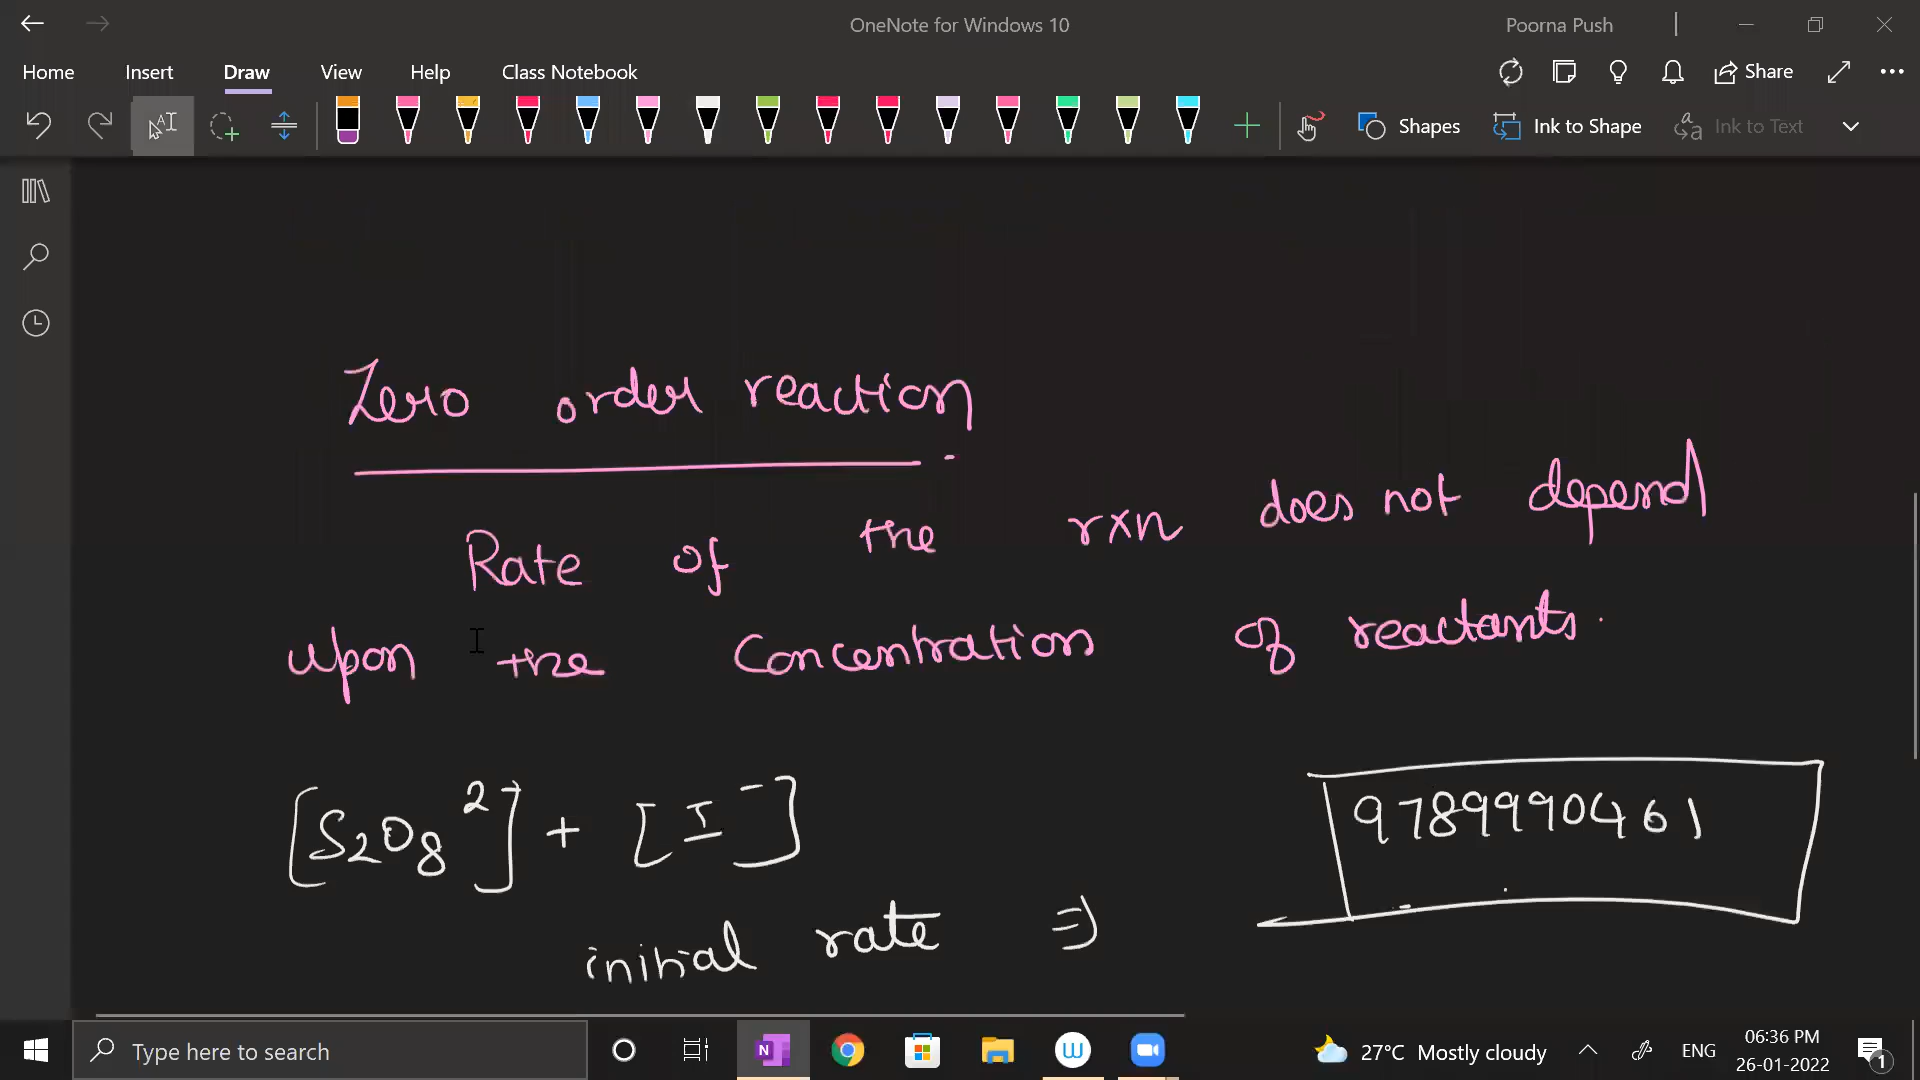 OneNote for Windows 10
Poorna Push
Home Insert Draw View Help Class Notebook
Share
Shapes Ink to Shape Ink to Text
Zero order reaction
Rate of the rxn does not depend
upon the Concentration of reactants.
[S₂O₈²] + [I⁻]
9789990461
initial rate ⇒
Type here to search
27°C Mostly cloudy
ENG
06:36 PM
26-01-2022
1